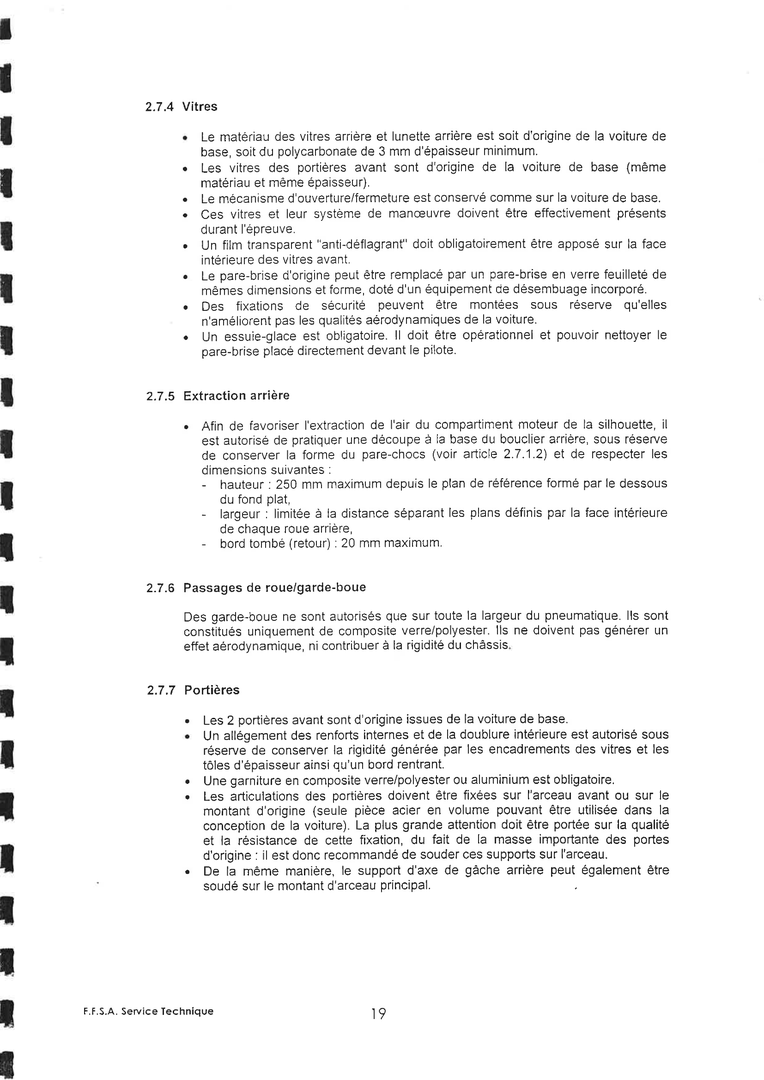 2.7.4 Vitres
• Le matériau des vitres arrière et lunette arrière est soit d'origine de la voiture de
base, soit du polycarbonate de 3 mm d'épaisseur minimum.
• Les vitres des portières avant sont d'origine de la voiture de base (même
matériau et même épaisseur).
• Le mécanisme d'ouverture/fermeture est conservé comme sur la voiture de base.
• Ces vitres et leur système de manœuvre doivent être effectivement présents
durant l'épreuve.
• Un film transparent "anti-déflagrant" doit obligatoirement être apposé sur la face
intérieure des vitres avant.
• Le pare-brise d'origine peut être remplacé par un pare-brise en verre feuilleté de
mêmes dimensions et forme, doté d'un équipement de désembuage incorporé.
• Des fixations de sécurité peuvent être montées sous réserve qu'elles
n'améliorent pas les qualités aérodynamiques de la voiture.
• Un essuie-glace est obligatoire. Il doit être opérationnel et pouvoir nettoyer le
pare-brise placé directement devant le pilote.
2.7.5 Extraction arrière
• Afin de favoriser l'extraction de l'air du compartiment moteur de la silhouette, il
est autorisé de pratiquer une découpe à la base du bouclier arrière, sous réserve
de conserver la forme du pare-chocs (voir article 2.7.1.2) et de respecter les
dimensions suivantes :
- hauteur : 250 mm maximum depuis le plan de référence formé par le dessous
du fond plat,
- largeur : limitée à la distance séparant les plans définis par la face intérieure
de chaque roue arrière,
- bord tombé (retour) : 20 mm maximum.
2.7.6 Passages de roue/garde-boue
Des garde-boue ne sont autorisés que sur toute la largeur du pneumatique. Ils sont
constitués uniquement de composite verre/polyester. Ils ne doivent pas générer un
effet aérodynamique, ni contribuer à la rigidité du châssis.
2.7.7 Portières
• Les 2 portières avant sont d'origine issues de la voiture de base.
• Un allégement des renforts internes et de la doublure intérieure est autorisé sous
réserve de conserver la rigidité générée par les encadrements des vitres et les
tôles d'épaisseur ainsi qu'un bord rentrant.
• Une garniture en composite verre/polyester ou aluminium est obligatoire.
• Les articulations des portières doivent être fixées sur l'arceau avant ou sur le
montant d'origine (seule pièce acier en volume pouvant être utilisée dans la
conception de la voiture). La plus grande attention doit être portée sur la qualité
et la résistance de cette fixation, du fait de la masse importante des portes
d'origine : il est donc recommandé de souder ces supports sur l'arceau.
• De la même manière, le support d'axe de gâche arrière peut également être
soudé sur le montant d'arceau principal.
F.F.S.A. Service Technique
19